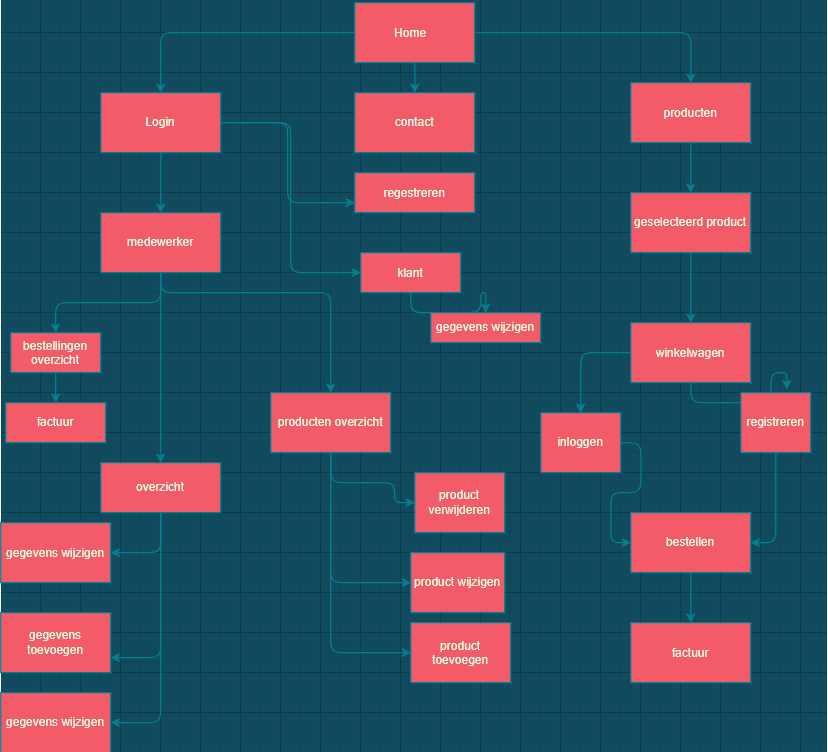 Home
Login
contact
producten
regestreren
geselecteerd product
medewerker
klant
gegevens wijzigen
bestellingen
overzicht
winkelwagen
factuur
producten overzicht
inloggen
registreren
overzicht
product
verwijderen
gegevens wijzigen
bestellen
product wijzigen
gegevens
toevoegen
product
toevoegen
factuur
gegevens wijzigen